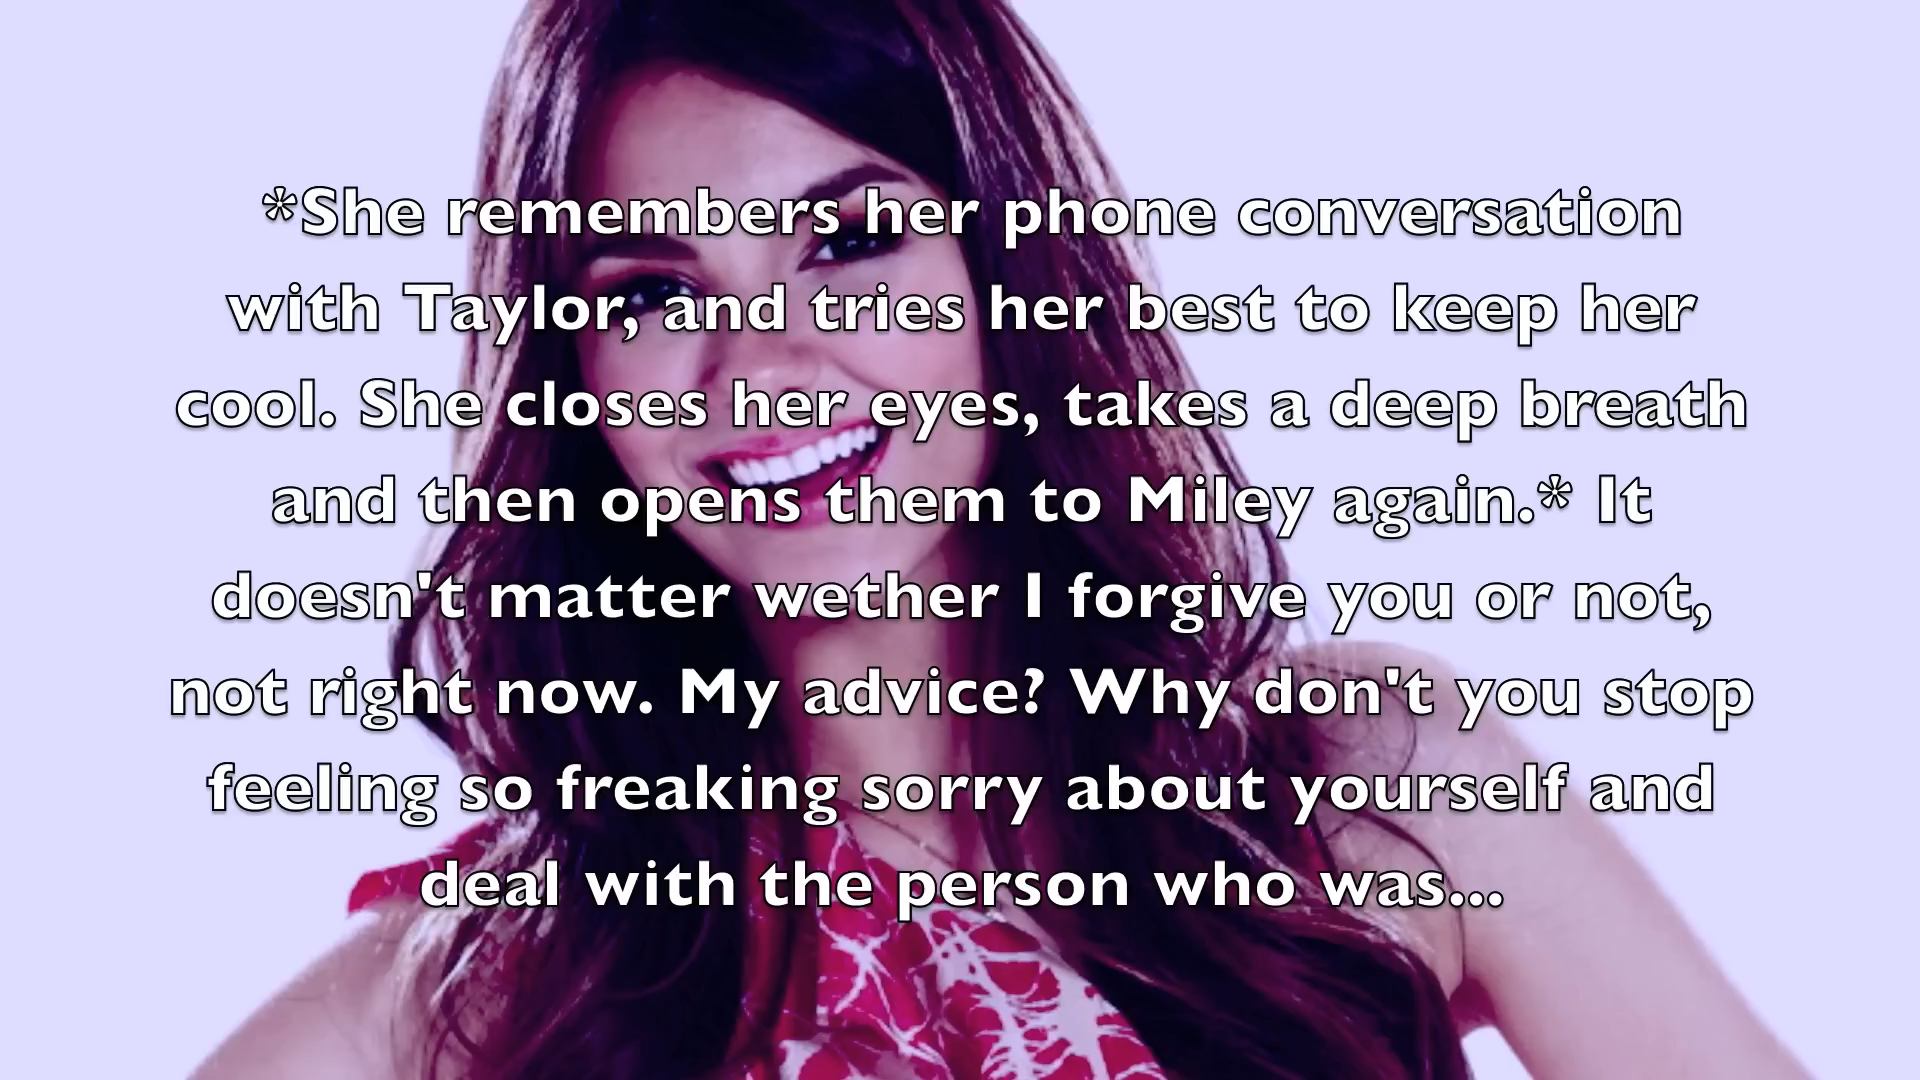 *She remembers her phone conversation
with Taylor, and tries her best to keep her
cool. She closes her eyes, takes a deep breath
and then opens them to Miley again.* It
doesn't matter wether I forgive you or not,
not right now. My advice? Why don't you stop
feeling so freaking sorry about yourself and
deal with the person who was...